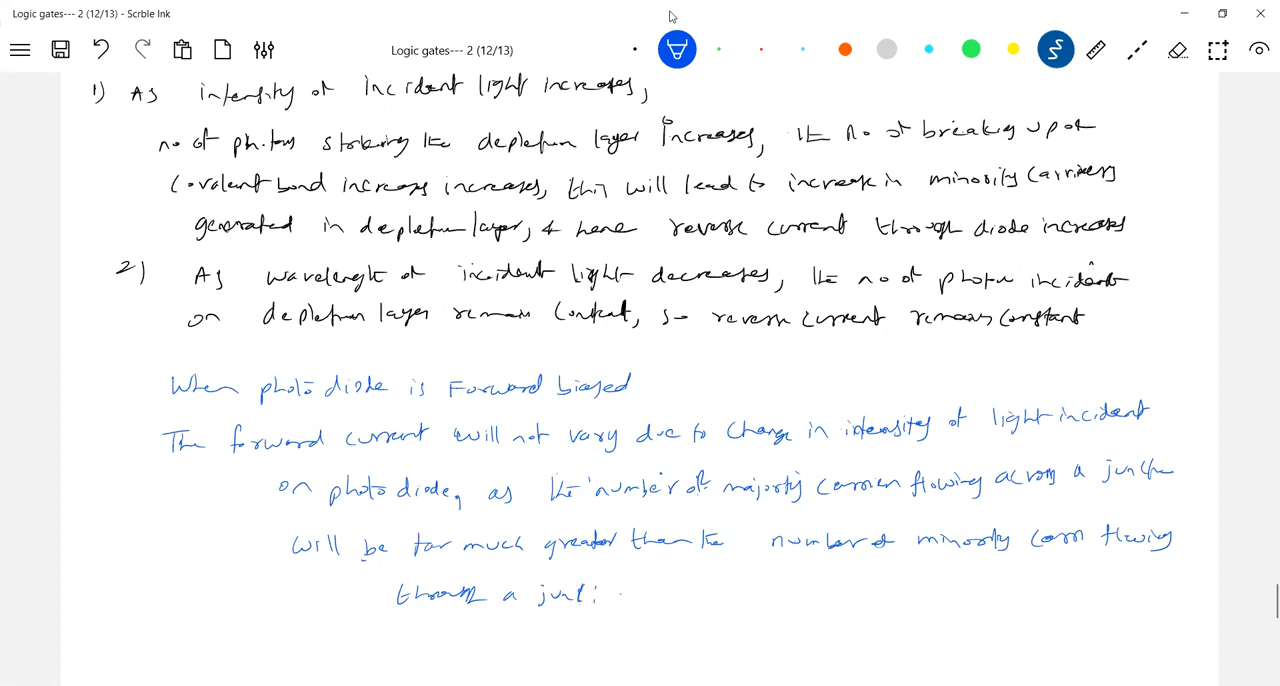 Logic gates--- 2 (12/13) - Scrble Ink
Logic gates--- 2 (12/13)
1) As intensity of incident light increases,
no of photons striking the depletion layer increases, the no of breaking up of
covalent bond increases increases, this will lead to increase in minority carriers
generated in depletion layer, & hence reverse current through diode increases
2) As wavelength of incident light decreases, the no of photon incident
on depletion layer remain constant, so reverse current remains constant
When photo diode is Forward biased
The forward current will not vary due to change in intensity of light incident
on photo diode, as the number of majority carrier flowing across a junction
will be far much greater than the number of minority carr flowing
through a junc